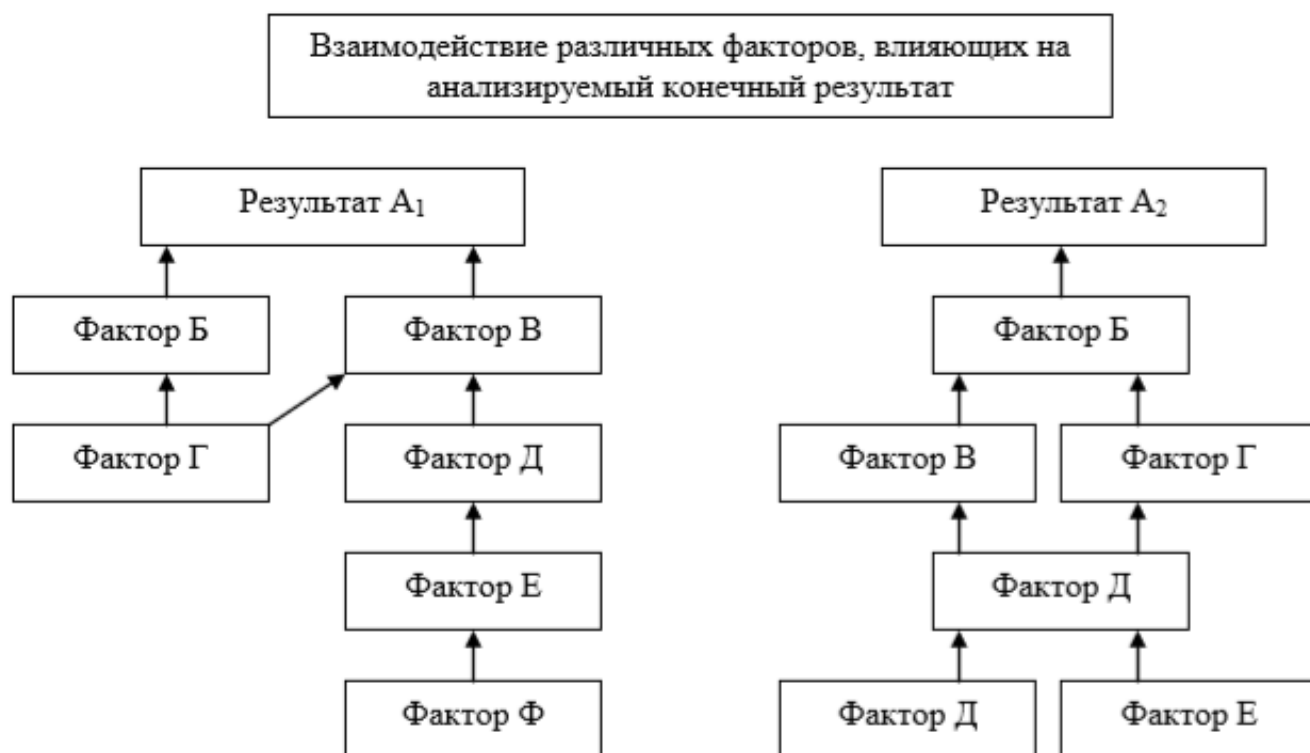 Взаимодействие различных факторов, влияющих на
анализируемый конечный результат
Результат А₁
Результат А₂
Фактор Б
Фактор В
Фактор Б
Фактор Г
Фактор Д
Фактор В
Фактор Г
Фактор Е
Фактор Д
Фактор Ф
Фактор Д
Фактор Е